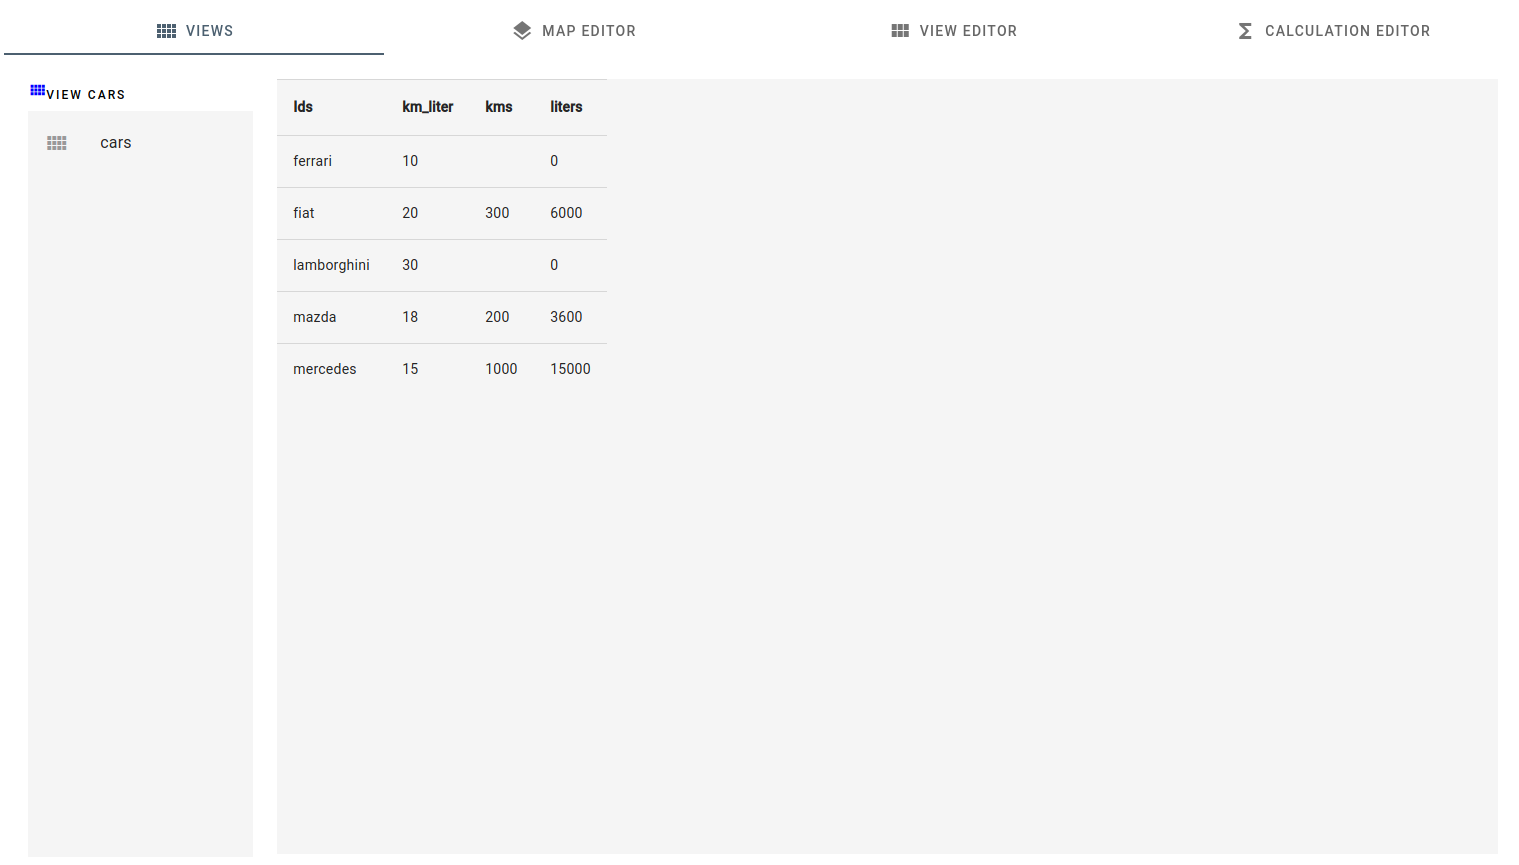 VIEWS MAP EDITOR VIEW EDITOR CALCULATION EDITOR
VIEW CARS
cars
Ids km_liter kms liters
ferrari 10 0
fiat 20 300 6000
lamborghini 30 0
mazda 18 200 3600
mercedes 15 1000 15000